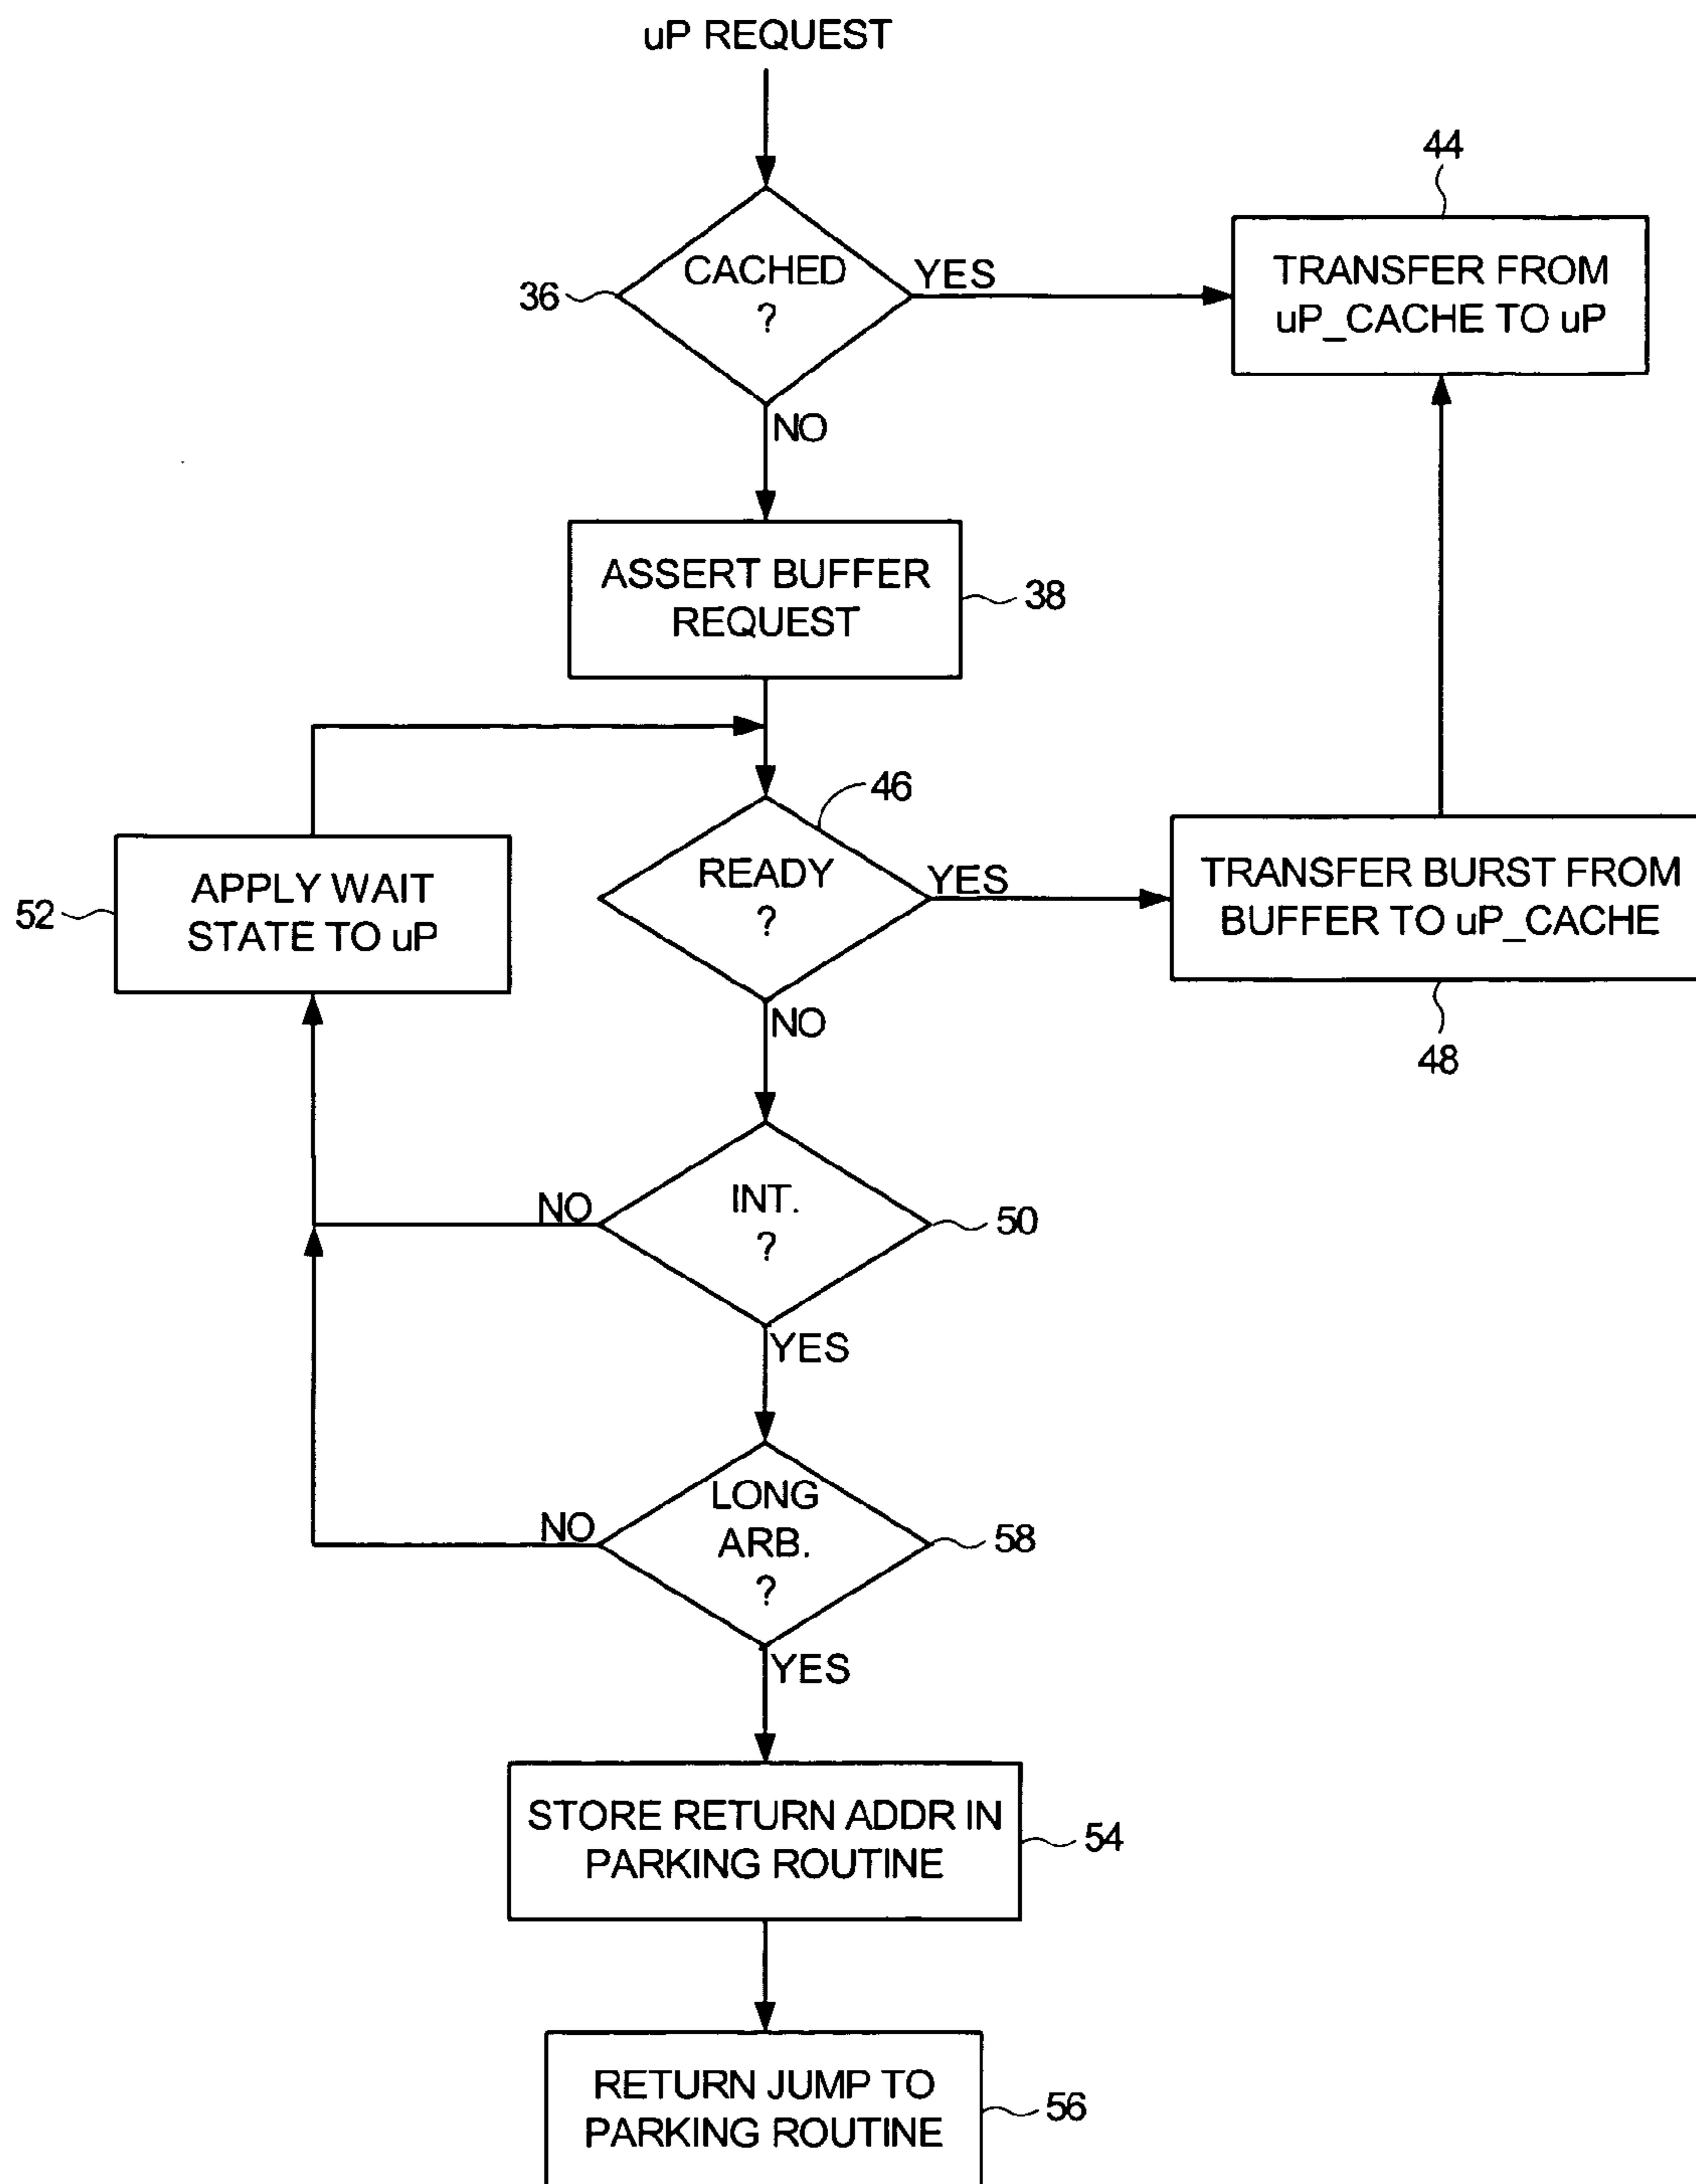 uP REQUEST
44
CACHED
?
YES
36
TRANSFER FROM
uP_CACHE TO uP
NO
ASSERT BUFFER
REQUEST
38
46
READY
?
YES
TRANSFER BURST FROM
BUFFER TO uP_CACHE
48
APPLY WAIT
STATE TO uP
52
NO
INT.
?
NO
50
YES
LONG
ARB.
?
NO
58
YES
STORE RETURN ADDR IN
PARKING ROUTINE
54
RETURN JUMP TO
PARKING ROUTINE
56